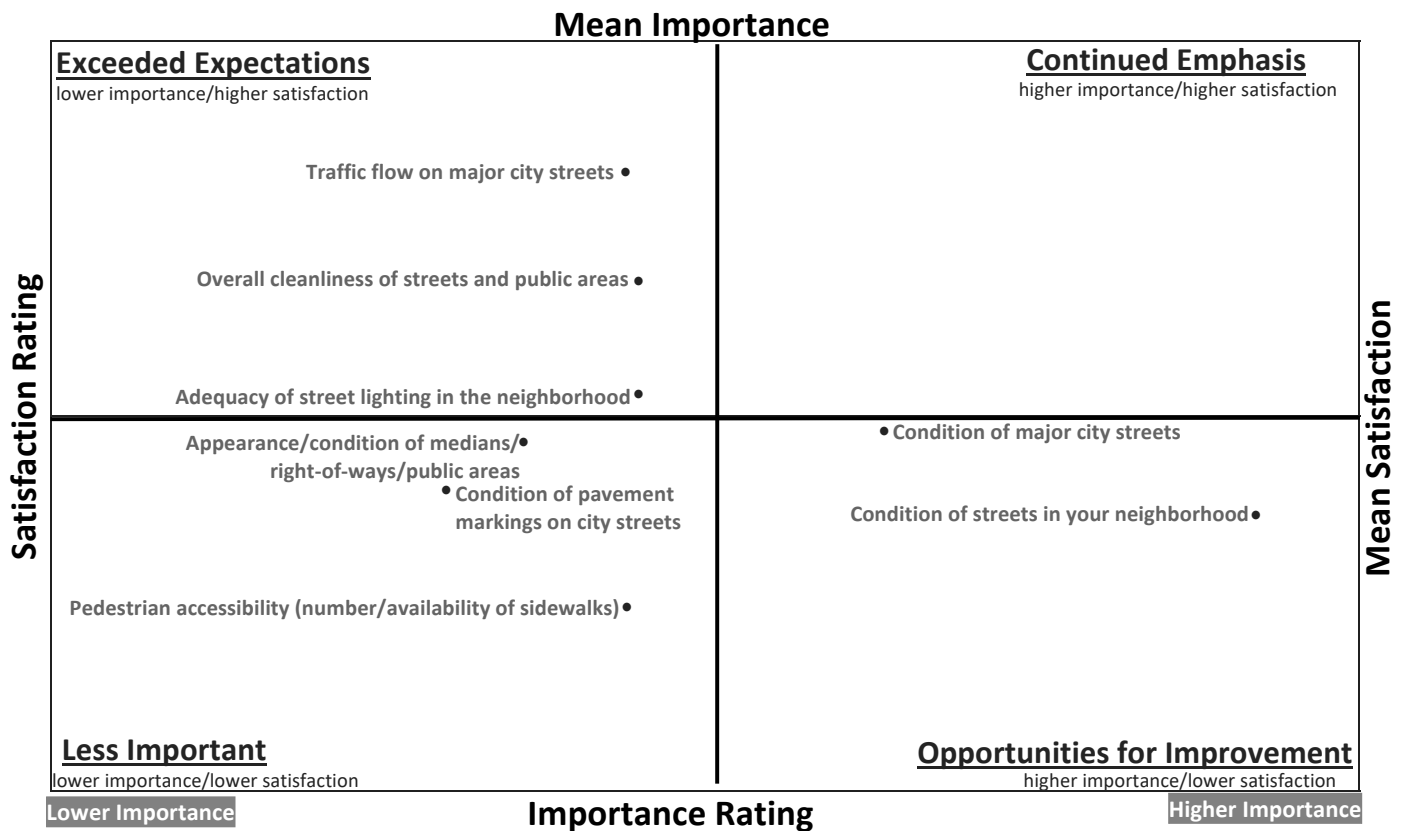 Mean Importance
Exceeded Expectations
lower importance/higher satisfaction
Continued Emphasis
higher importance/higher satisfaction
Traffic flow on major city streets
Overall cleanliness of streets and public areas
Adequacy of street lighting in the neighborhood
Satisfaction Rating
Mean Satisfaction
Appearance/condition of medians/
right-of-ways/public areas
Condition of pavement
markings on city streets
Pedestrian accessibility (number/availability of sidewalks)
Condition of major city streets
Condition of streets in your neighborhood
Less Important
lower importance/lower satisfaction
Opportunities for Improvement
higher importance/lower satisfaction
Lower Importance
Importance Rating
Higher Importance